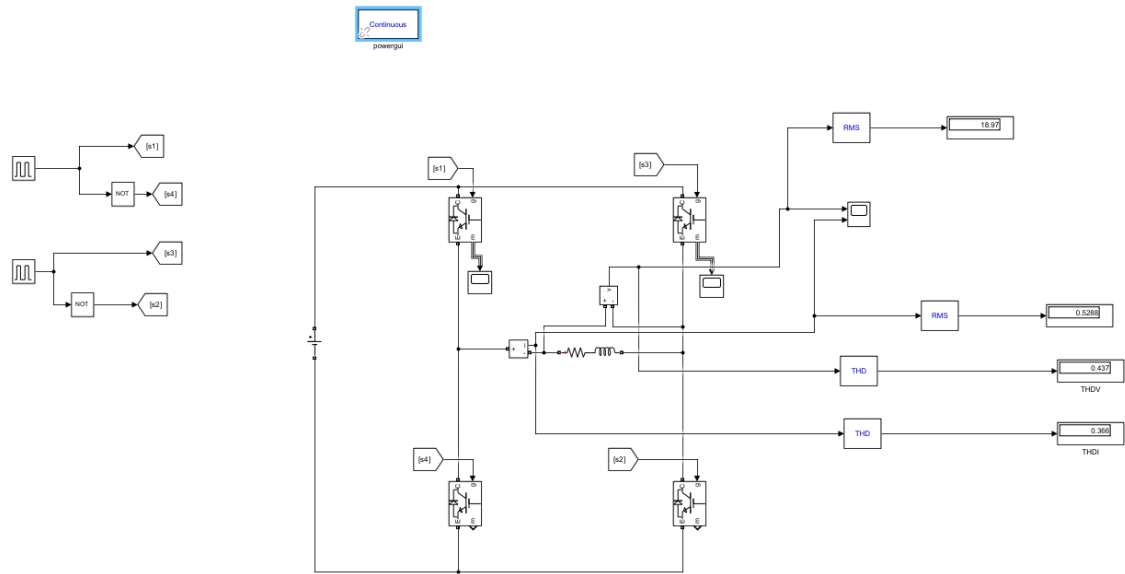 Continuous
powergui
[s1]
NOT
[s4]
[s3]
NOT
[s2]
[s1]
[s3]
g
C
E
m
g
C
E
m
v
+
-
+
i
-
+
[s4]
[s2]
g
C
E
m
g
C
E
m
RMS
18.97
RMS
0.5288
THD
0.437
THDV
THD
0.366
THDI